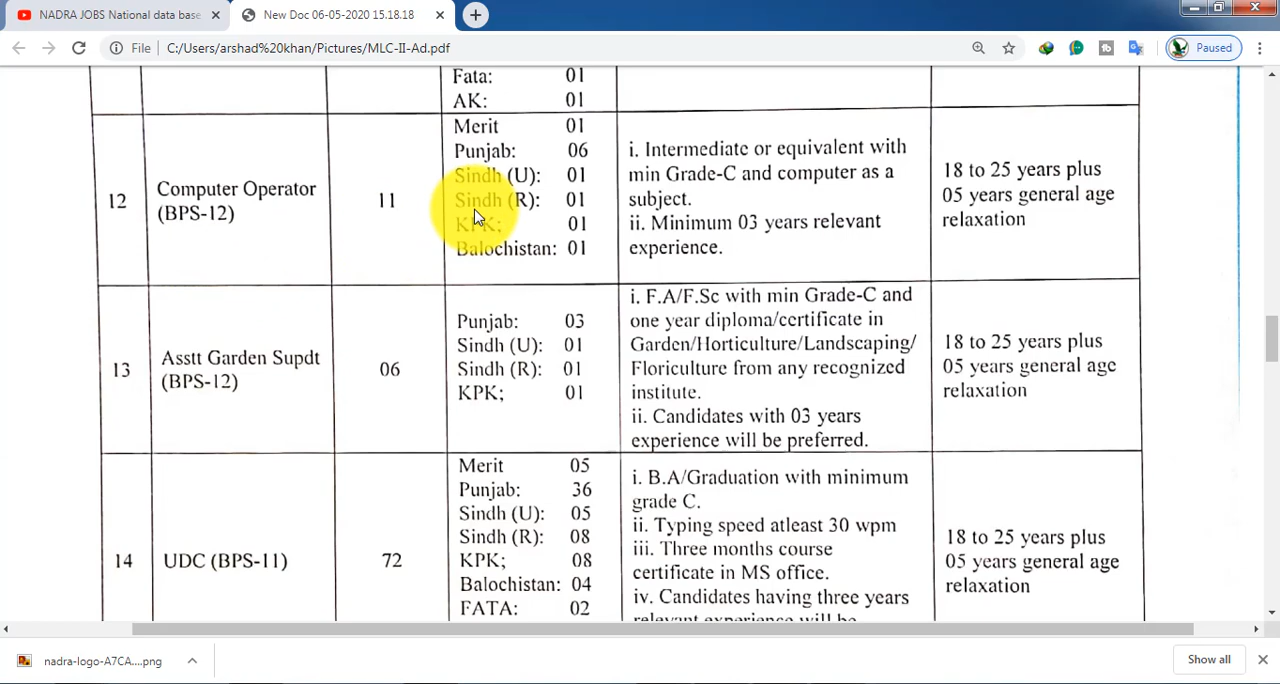 NADRA JOBS National data base
New Doc 06-05-2020 15.18.18
File
C:/Users/arshad%20khan/Pictures/MLC-II-Ad.pdf
Paused
Fata: 01
AK: 01
12
Computer Operator
(BPS-12)
11
Merit 01
Punjab: 06
Sindh (U): 01
Sindh (R): 01
KPK; 01
Balochistan: 01
i. Intermediate or equivalent with
min Grade-C and computer as a
subject.
ii. Minimum 03 years relevant
experience.
18 to 25 years plus
05 years general age
relaxation
13
Asstt Garden Supdt
(BPS-12)
06
Punjab: 03
Sindh (U): 01
Sindh (R): 01
KPK; 01
i. F.A/F.Sc with min Grade-C and
one year diploma/certificate in
Garden/Horticulture/Landscaping/
Floriculture from any recognized
institute.
ii. Candidates with 03 years
experience will be preferred.
18 to 25 years plus
05 years general age
relaxation
14
UDC (BPS-11)
72
Merit 05
Punjab: 36
Sindh (U): 05
Sindh (R): 08
KPK; 08
Balochistan: 04
FATA: 02
i. B.A/Graduation with minimum
grade C.
ii. Typing speed atleast 30 wpm
iii. Three months course
certificate in MS office.
iv. Candidates having three years
relevant experience will be
18 to 25 years plus
05 years general age
relaxation
nadra-logo-A7CA....png
Show all